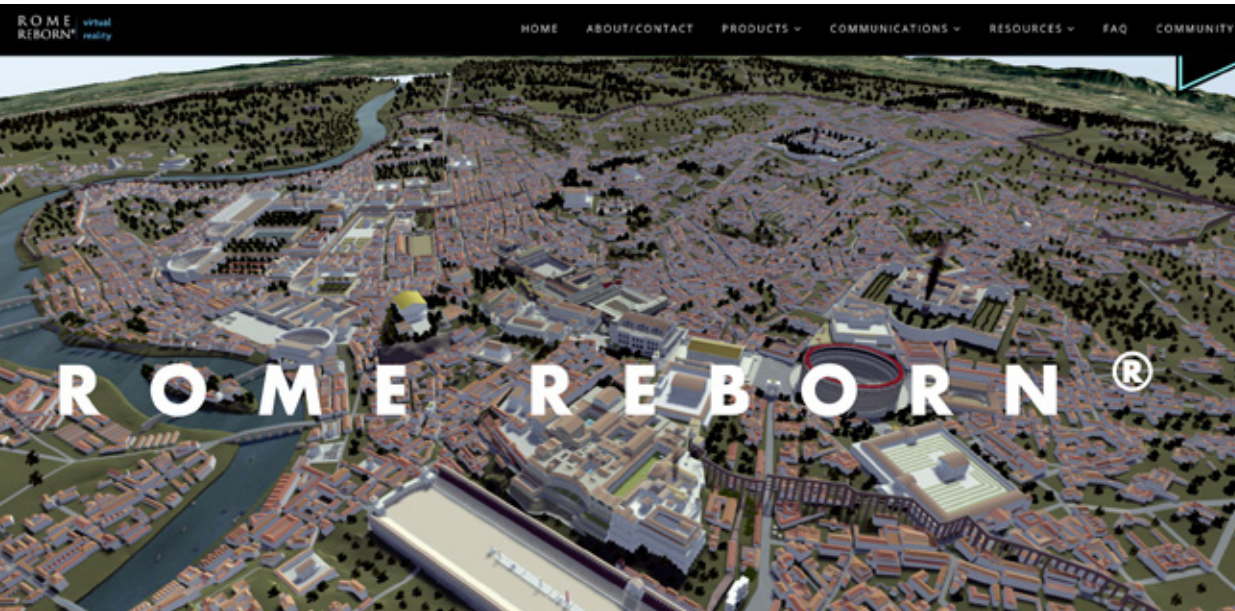 ROME virtual
REBORN® reality
HOME ABOUT/CONTACT PRODUCTS COMMUNICATIONS RESOURCES FAQ COMMUNITY
ROME REBORN®